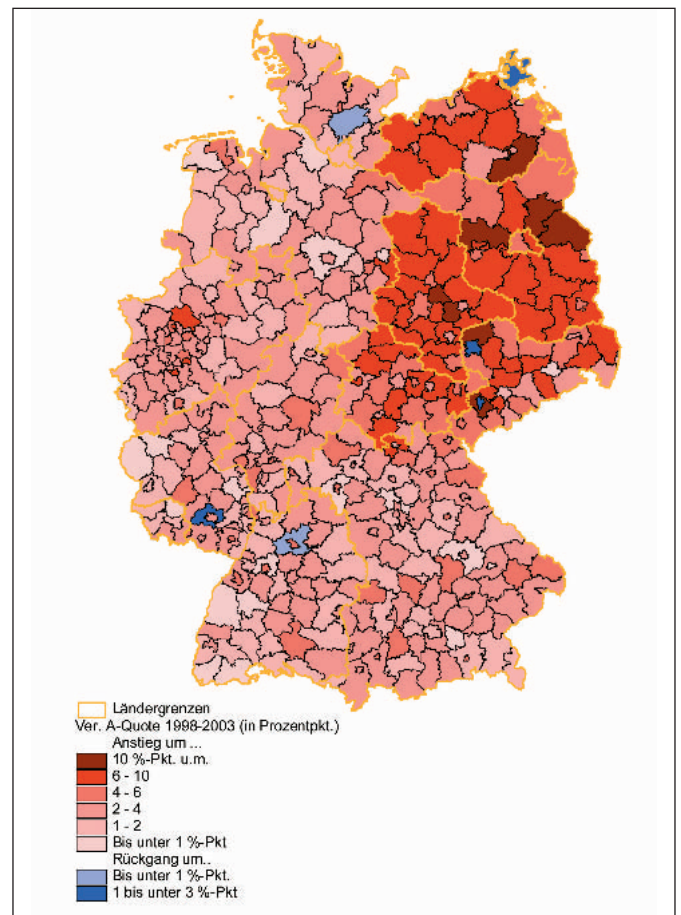 Ländergrenzen
Ver. A-Quote 1998-2003 (in Prozentpkt.)
Anstieg um ...
10 %-Pkt. u.m.
6 - 10
4 - 6
2 - 4
1 - 2
Bis unter 1 %-Pkt
Rückgang um..
Bis unter 1 %-Pkt.
1 bis unter 3 %-Pkt